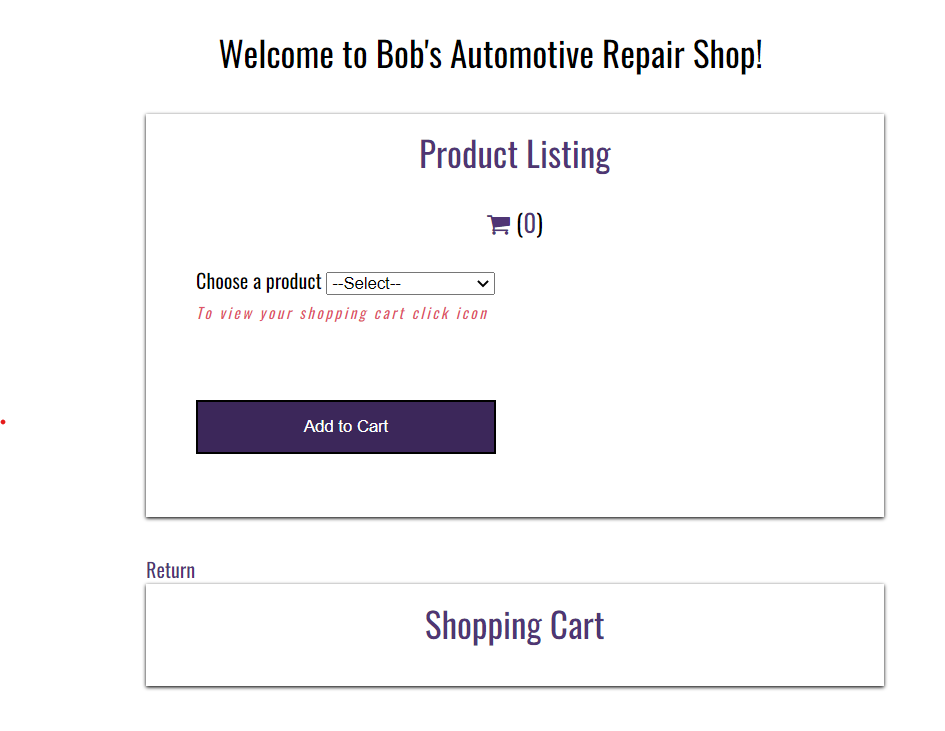 Welcome to Bob's Automotive Repair Shop!
Product Listing
(0)
Choose a product --Select--
To view your shopping cart click icon
Add to Cart
Return
Shopping Cart